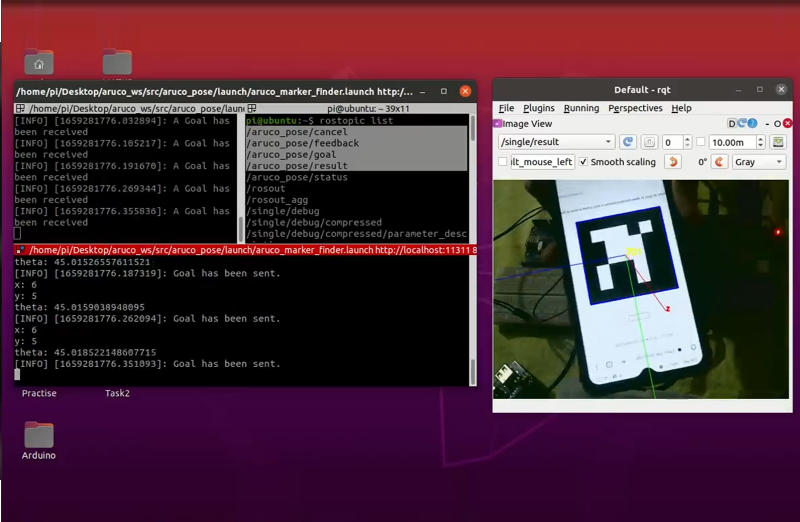 /home/pi/Desktop/aruco_ws/src/aruco_pose/launch/aruco_marker_finder.launch http:/...
/home/pi/Desktop/aruco_ws/src/aruco_pose/laun
[INFO] [1659281776.032894]: A Goal has
been received
[INFO] [1659281776.105217]: A Goal has
been received
[INFO] [1659281776.191670]: A Goal has
been received
[INFO] [1659281776.269344]: A Goal has
been received
[INFO] [1659281776.355836]: A Goal has
been received
pi@ubuntu: ~ 39x11
pi@ubuntu:~$ rostopic list
/aruco_pose/cancel
/aruco_pose/feedback
/aruco_pose/goal
/aruco_pose/result
/aruco_pose/status
/rosout
/rosout_agg
/single/debug
/single/debug/compressed
/single/debug/compressed/parameter_desc
/home/pi/Desktop/aruco_ws/src/aruco_pose/launch/aruco_marker_finder.launch http://localhost:11311 8
theta: 45.01526557611521
[INFO] [1659281776.187319]: Goal has been sent.
x: 6
y: 5
theta: 45.0159038948095
[INFO] [1659281776.262094]: Goal has been sent.
x: 6
y: 5
theta: 45.018522148607715
[INFO] [1659281776.351093]: Goal has been sent.
Practise
Task2
Arduino
Default - rqt
File Plugins Running Perspectives Help
Image View
D
- O
/single/result
0
10.00m
ilt_mouse_left
Smooth scaling
0°
Gray
z